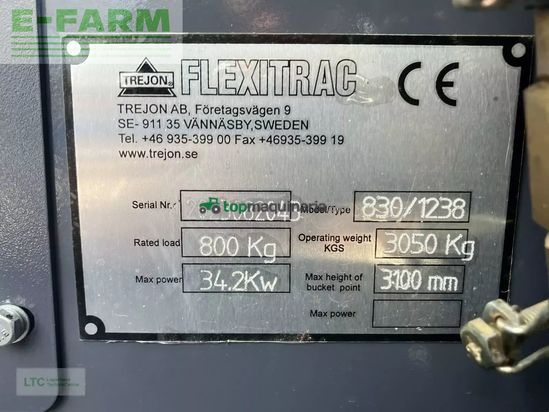 E-FARM
TREJON FLEXITRAC CE
TREJON AB, Företagsvägen 9
SE- 911 35 VÄNNÄSBY,SWEDEN
Tel. +46 935-399 00 Fax +46935-399 19
www.trejon.se
Serial Nr. Model Type 830/1238
topmaquinaria
Rated load 800 Kg Operating weight KGS 3050 Kg
Max power 34.2Kw Max height of bucket point 3100 mm
Max power
LTC